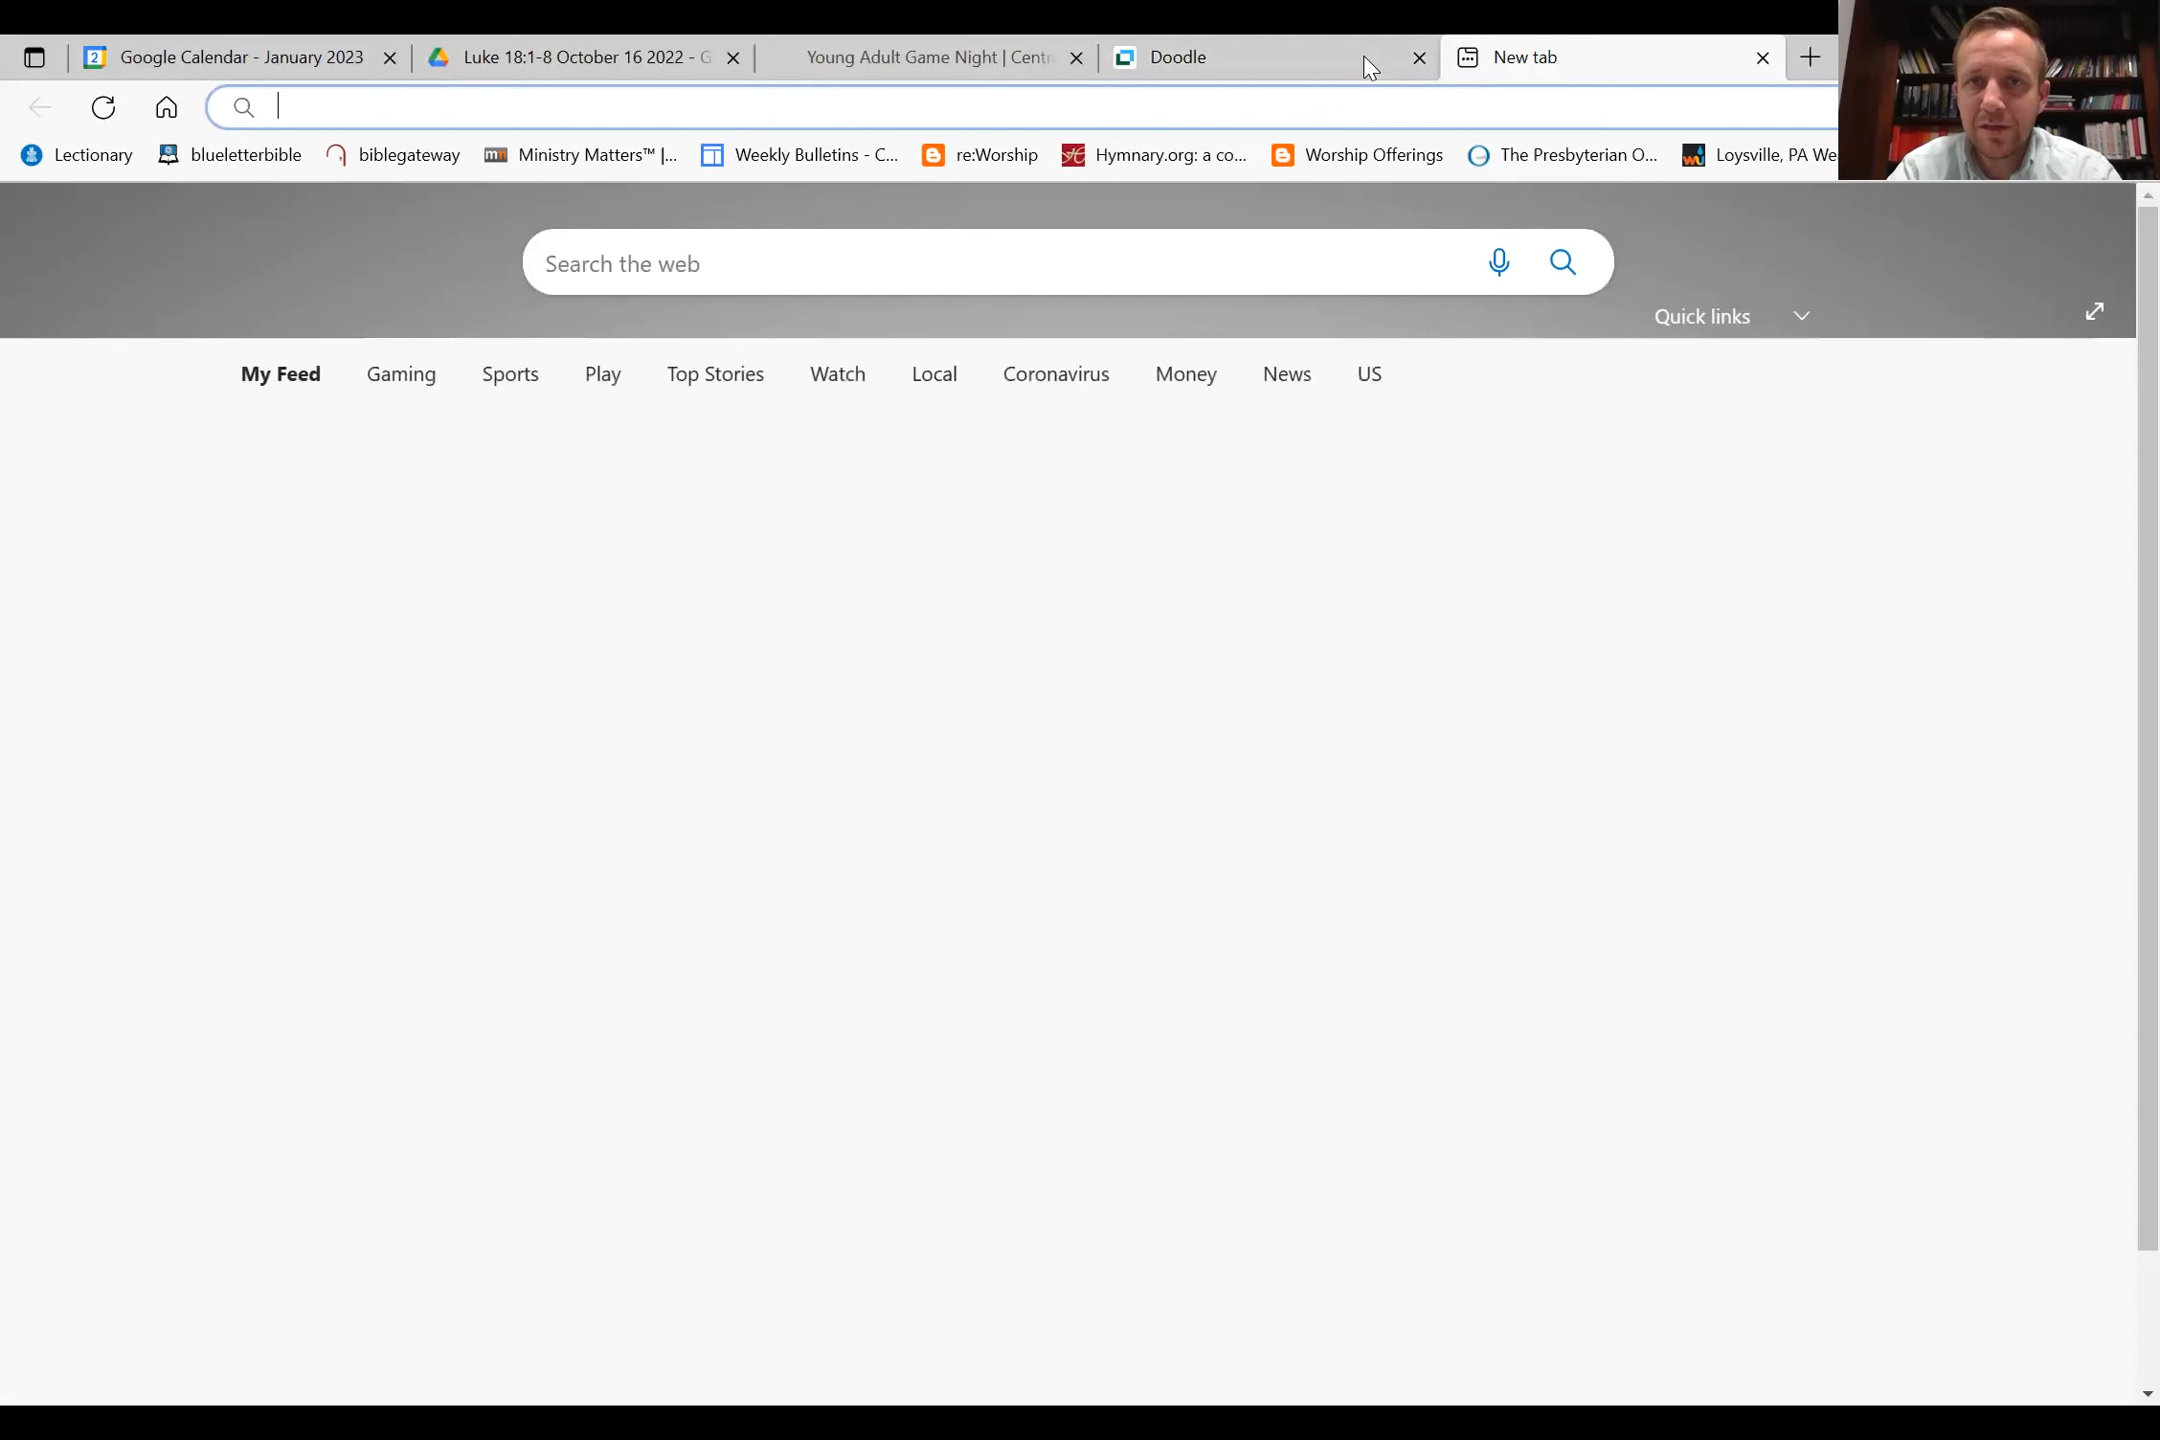 2 Google Calendar - January 2023 Luke 18:1-8 October 16 2022 - G Young Adult Game Night | Centr Doodle New tab
Lectionary blueletterbible biblegateway Ministry Matters™ |... Weekly Bulletins - C... re:Worship Hymnary.org: a co... Worship Offerings The Presbyterian O... Loysville, PA We
Search the web
Quick links
My Feed Gaming Sports Play Top Stories Watch Local Coronavirus Money News US